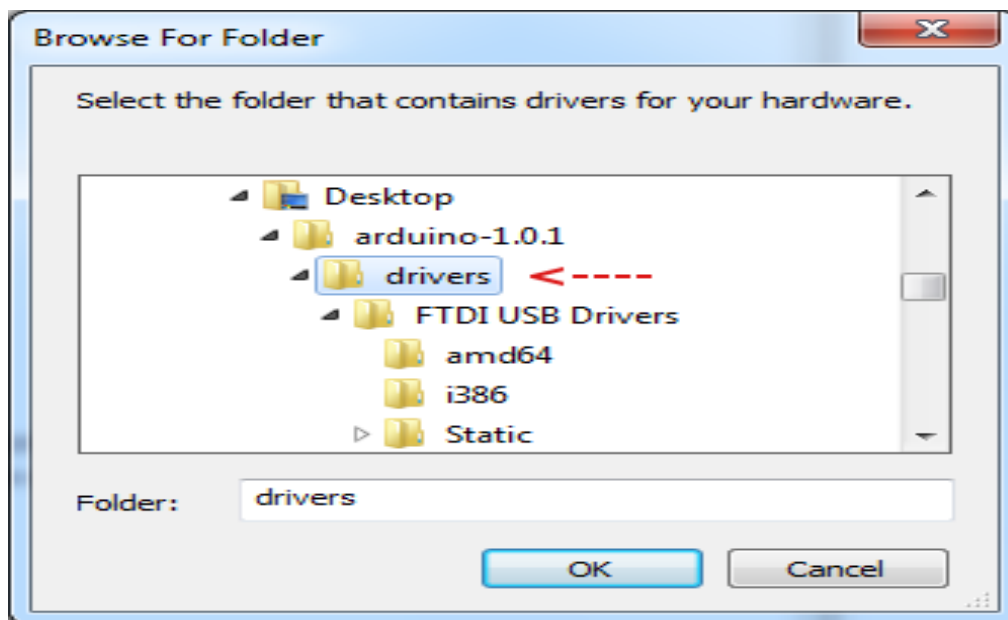 Browse For Folder
Select the folder that contains drivers for your hardware.
Desktop
arduino-1.0.1
drivers <----
FTDI USB Drivers
amd64
i386
Static
Folder: drivers
OK Cancel